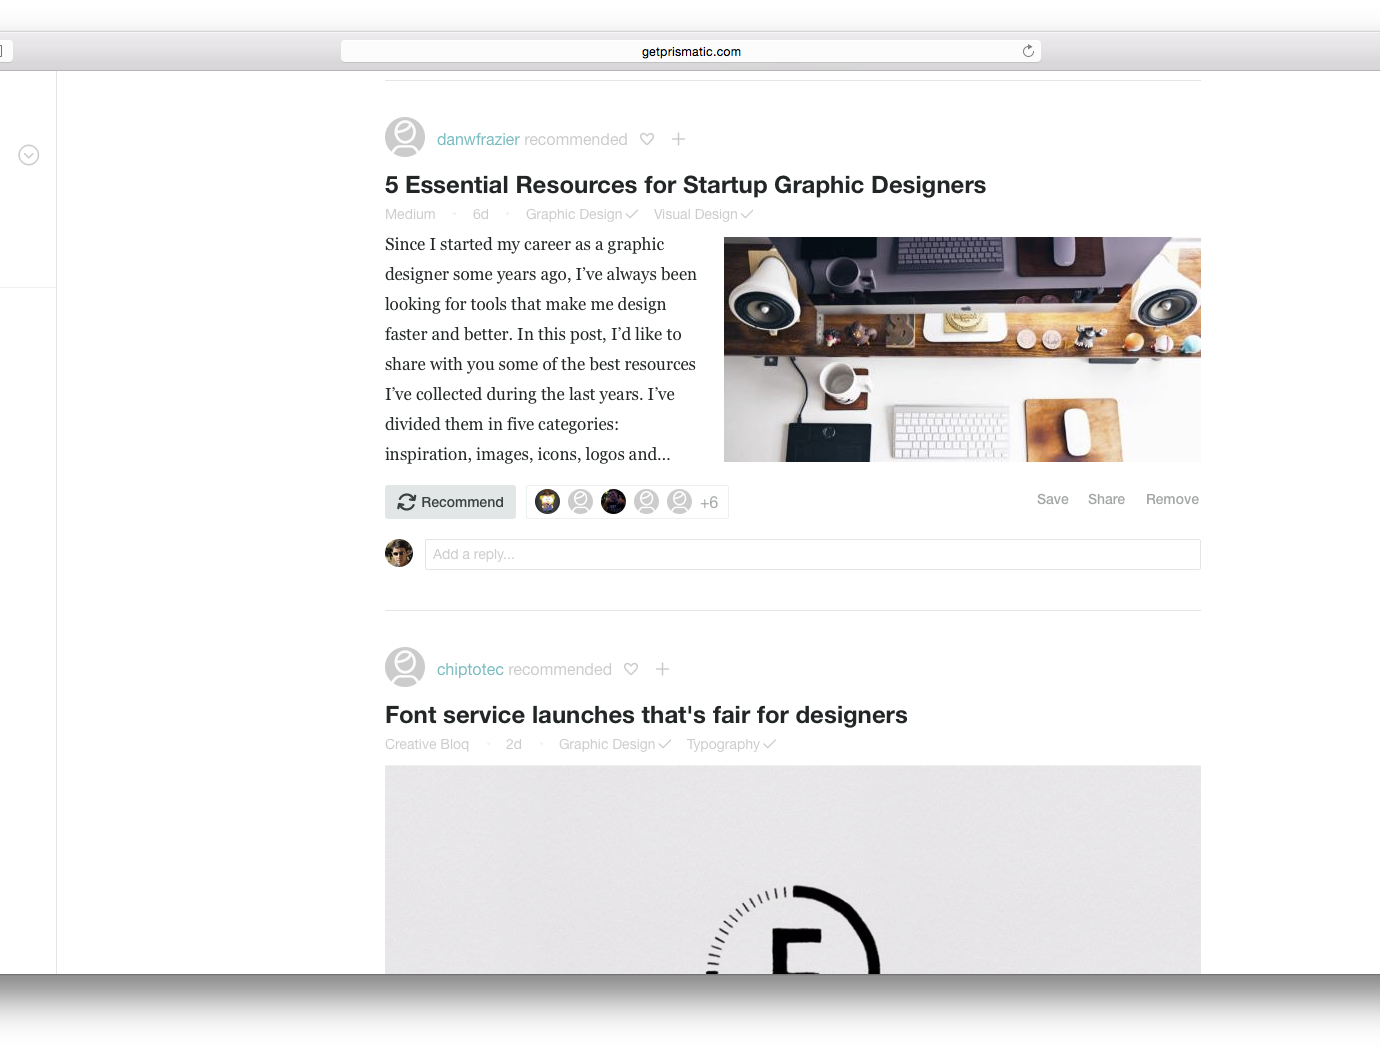 getprismatic.com
danwfrazier recommended
5 Essential Resources for Startup Graphic Designers
Medium · 6d · Graphic Design Visual Design
Since I started my career as a graphic
designer some years ago, I’ve always been
looking for tools that make me design
faster and better. In this post, I’d like to
share with you some of the best resources
I’ve collected during the last years. I’ve
divided them in five categories:
inspiration, images, icons, logos and...
Recommend +6 Save Share Remove
Add a reply...
chiptotec recommended
Font service launches that's fair for designers
Creative Bloq · 2d · Graphic Design Typography